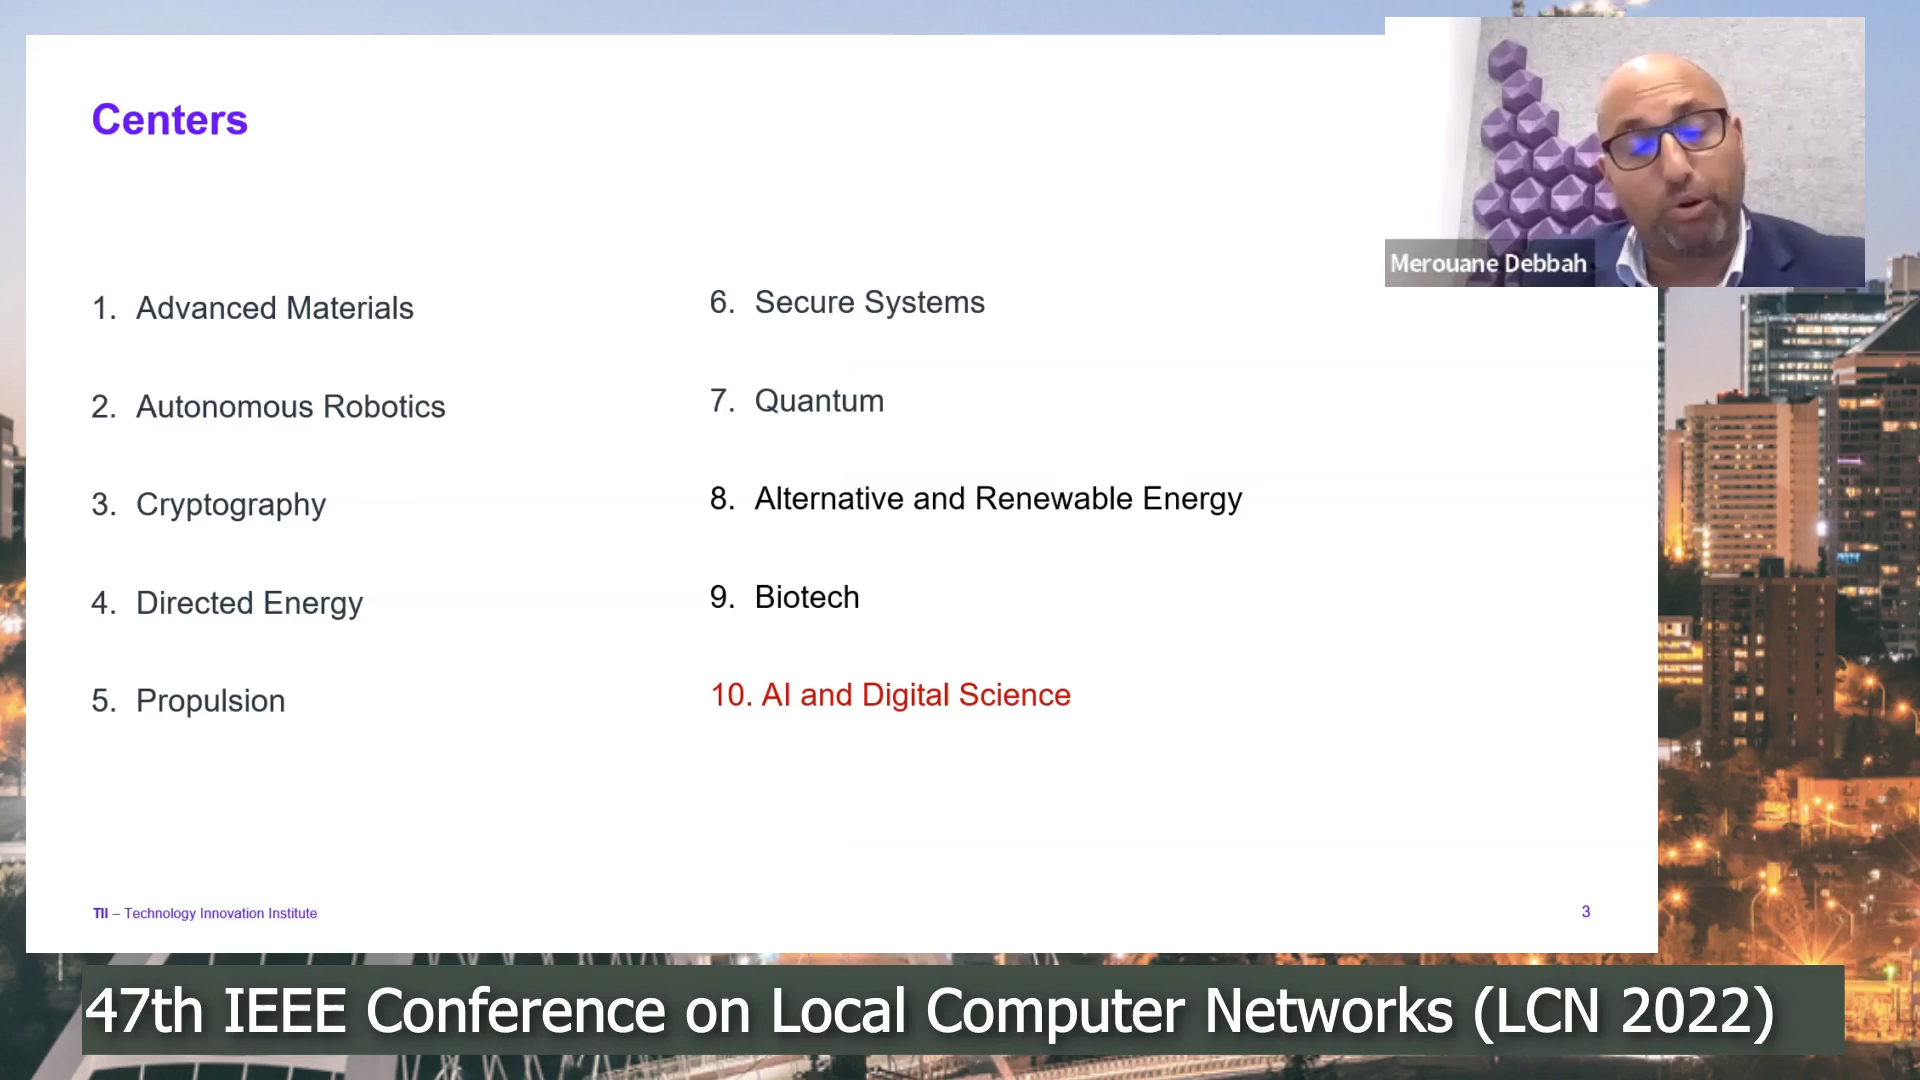 Centers
1. Advanced Materials
2. Autonomous Robotics
3. Cryptography
4. Directed Energy
5. Propulsion
6. Secure Systems
7. Quantum
8. Alternative and Renewable Energy
9. Biotech
10. AI and Digital Science
Merouane Debbah
TII – Technology Innovation Institute
3
47th IEEE Conference on Local Computer Networks (LCN 2022)